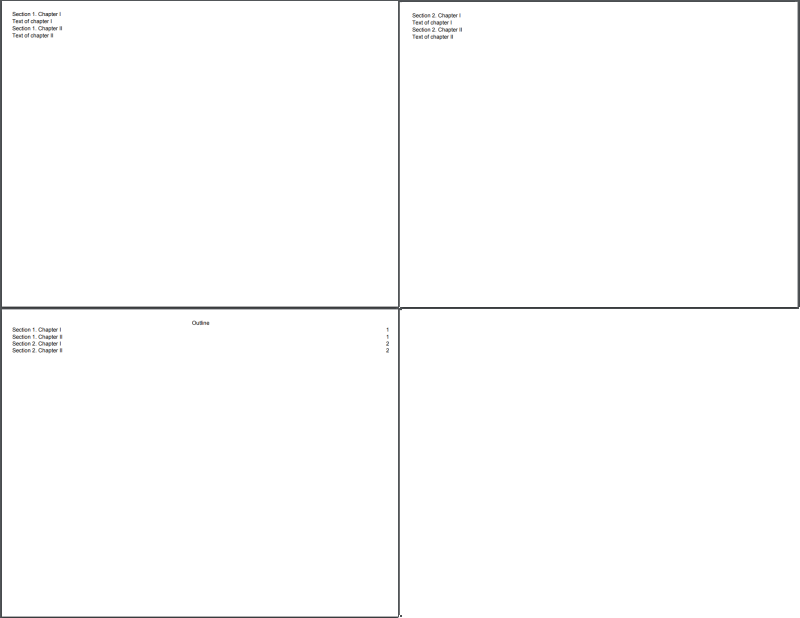 Section 1. Chapter I
Text of chapter I
Section 1. Chapter II
Text of chapter II
Section 2. Chapter I
Text of chapter I
Section 2. Chapter II
Text of chapter II
Outline
Section 1. Chapter I 1
Section 1. Chapter II 1
Section 2. Chapter I 2
Section 2. Chapter II 2